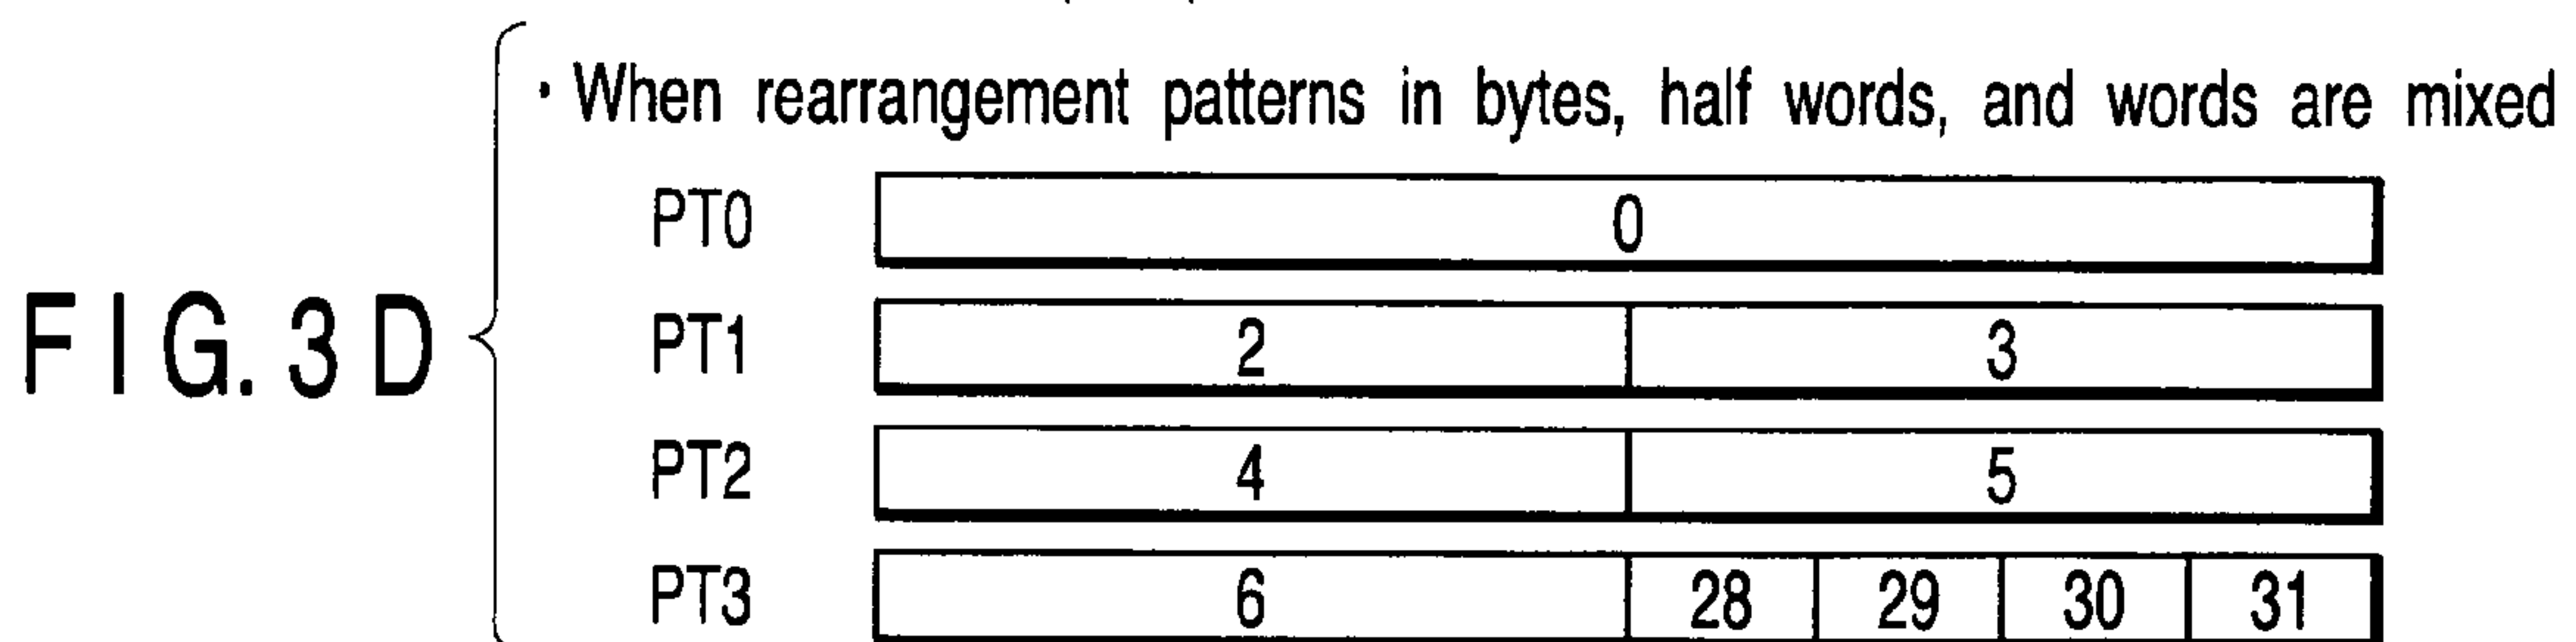 · When rearrangement patterns in bytes, half words, and words are mixed
PT0 0
FIG. 3D
PT1 2 3
PT2 4 5
PT3 6 28 29 30 31